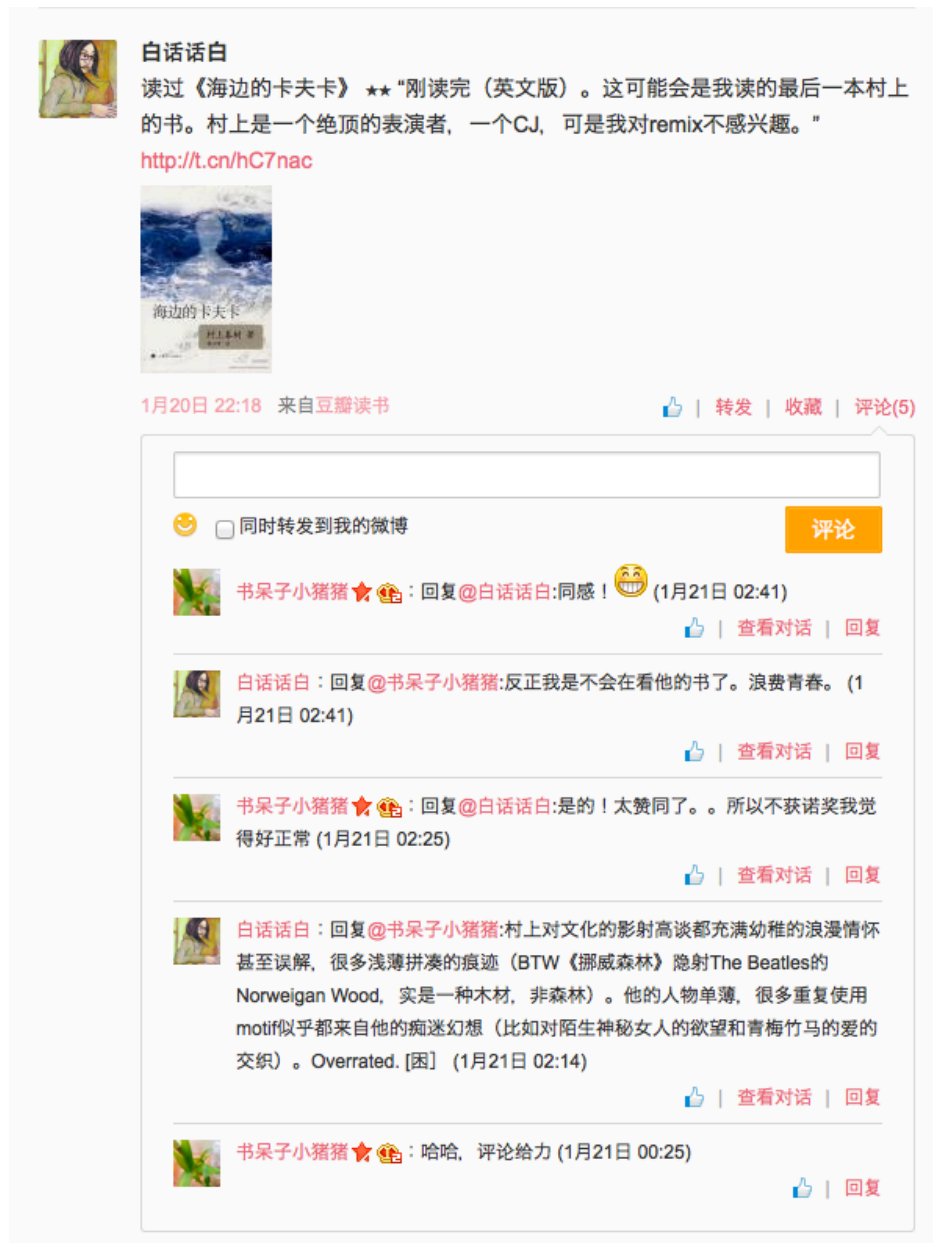 白话话白
读过《海边的卡夫卡》 ★★ “刚读完（英文版）。这可能会是我读的最后一本村上
的书。村上是一个绝顶的表演者，一个CJ，可是我对remix不感兴趣。”
http://t.cn/hC7nac
海边的卡夫卡
1月20日 22:18 来自豆瓣读书
| 转发 | 收藏 | 评论(5)
同时转发到我的微博
评论
书呆子小猪猪：回复@白话话白:同感！ (1月21日 02:41)
| 查看对话 | 回复
白话话白：回复@书呆子小猪猪:反正我是不会在看他的书了。浪费青春。 (1
月21日 02:41)
| 查看对话 | 回复
书呆子小猪猪：回复@白话话白:是的！太赞同了。。所以不获诺奖我觉
得好正常 (1月21日 02:25)
| 查看对话 | 回复
白话话白：回复@书呆子小猪猪:村上对文化的影射高谈都充满幼稚的浪漫情怀
甚至误解，很多浅薄拼凑的痕迹（BTW《挪威森林》隐射The Beatles的
Norweigan Wood，实是一种木材，非森林）。他的人物单薄，很多重复使用
motif似乎都来自他的痴迷幻想（比如对陌生神秘女人的欲望和青梅竹马的爱的
交织）。Overrated. [困］ (1月21日 02:14)
| 查看对话 | 回复
书呆子小猪猪：哈哈，评论给力 (1月21日 00:25)
| 回复